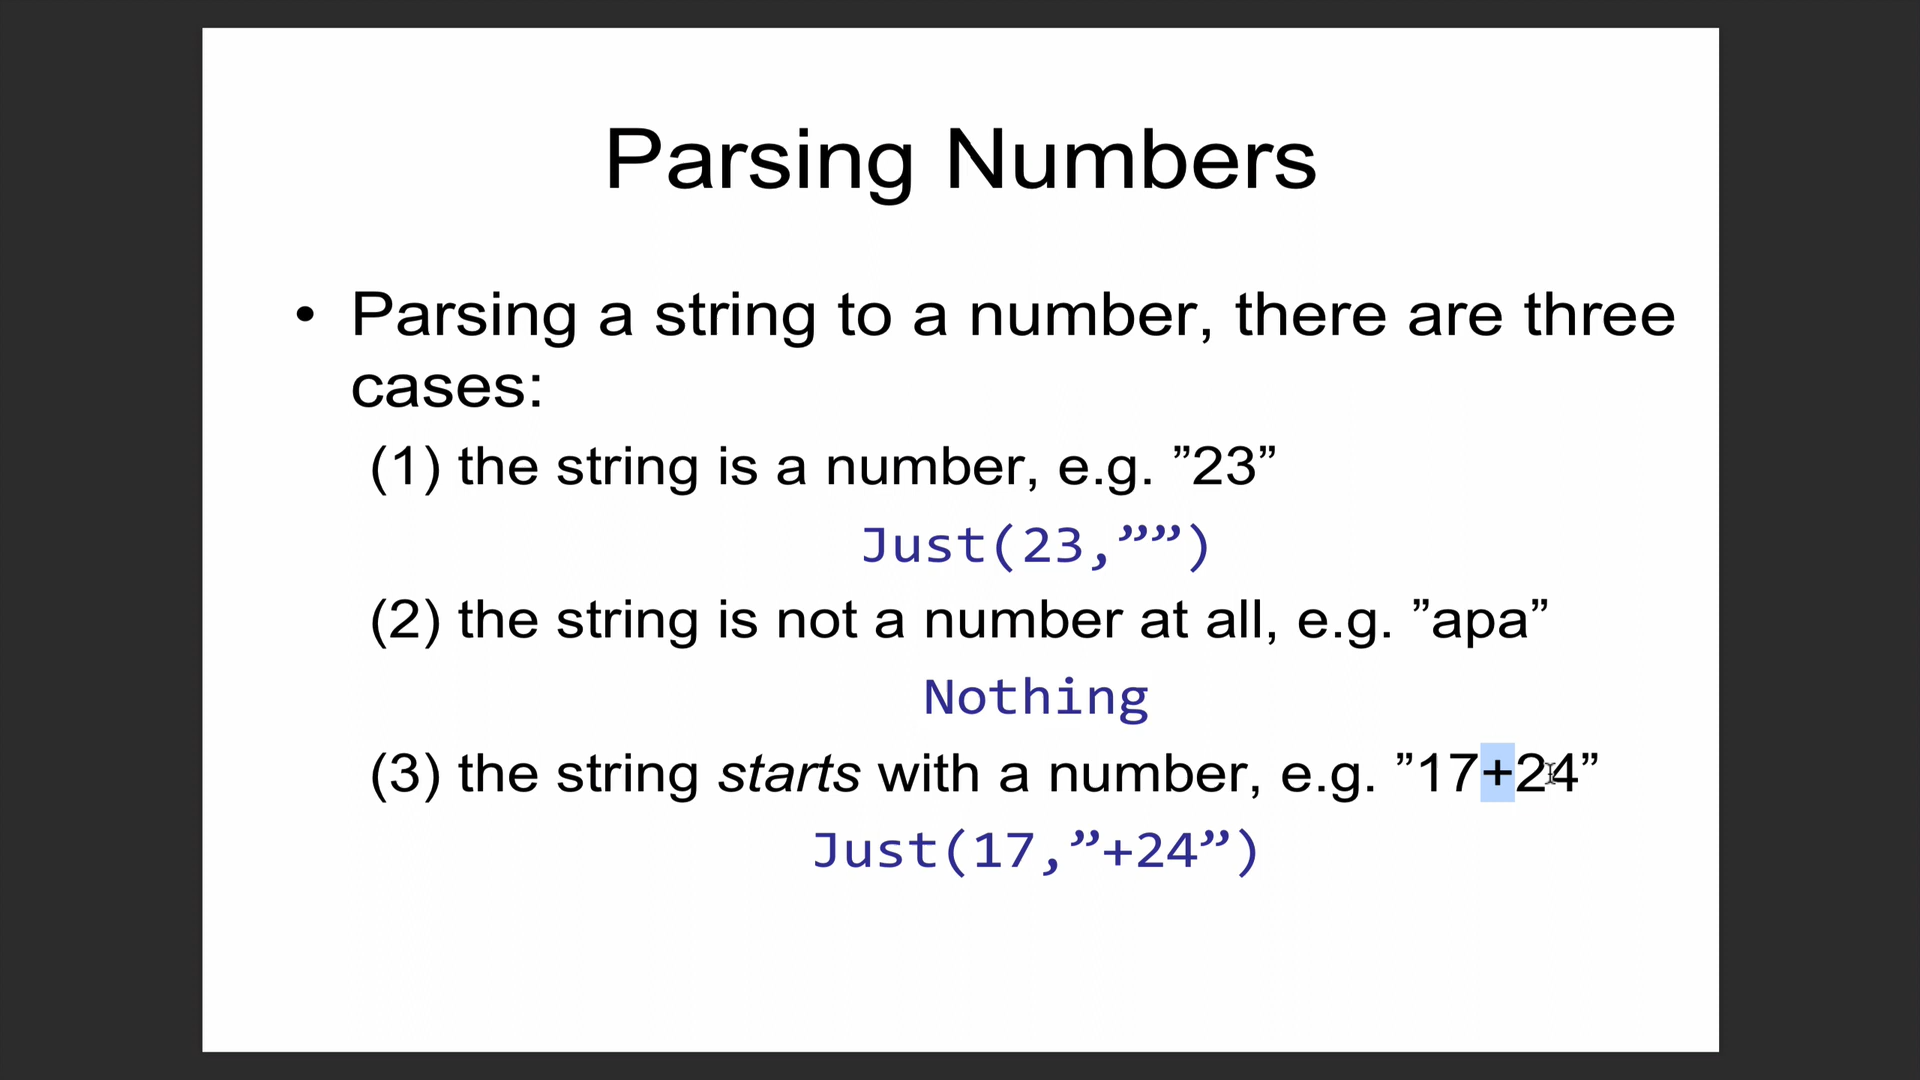 Parsing Numbers
• Parsing a string to a number, there are three
cases:
(1) the string is a number, e.g. ”23”
Just(23,””)
(2) the string is not a number at all, e.g. ”apa”
Nothing
(3) the string starts with a number, e.g. ”17+24”
Just(17,”+24”)